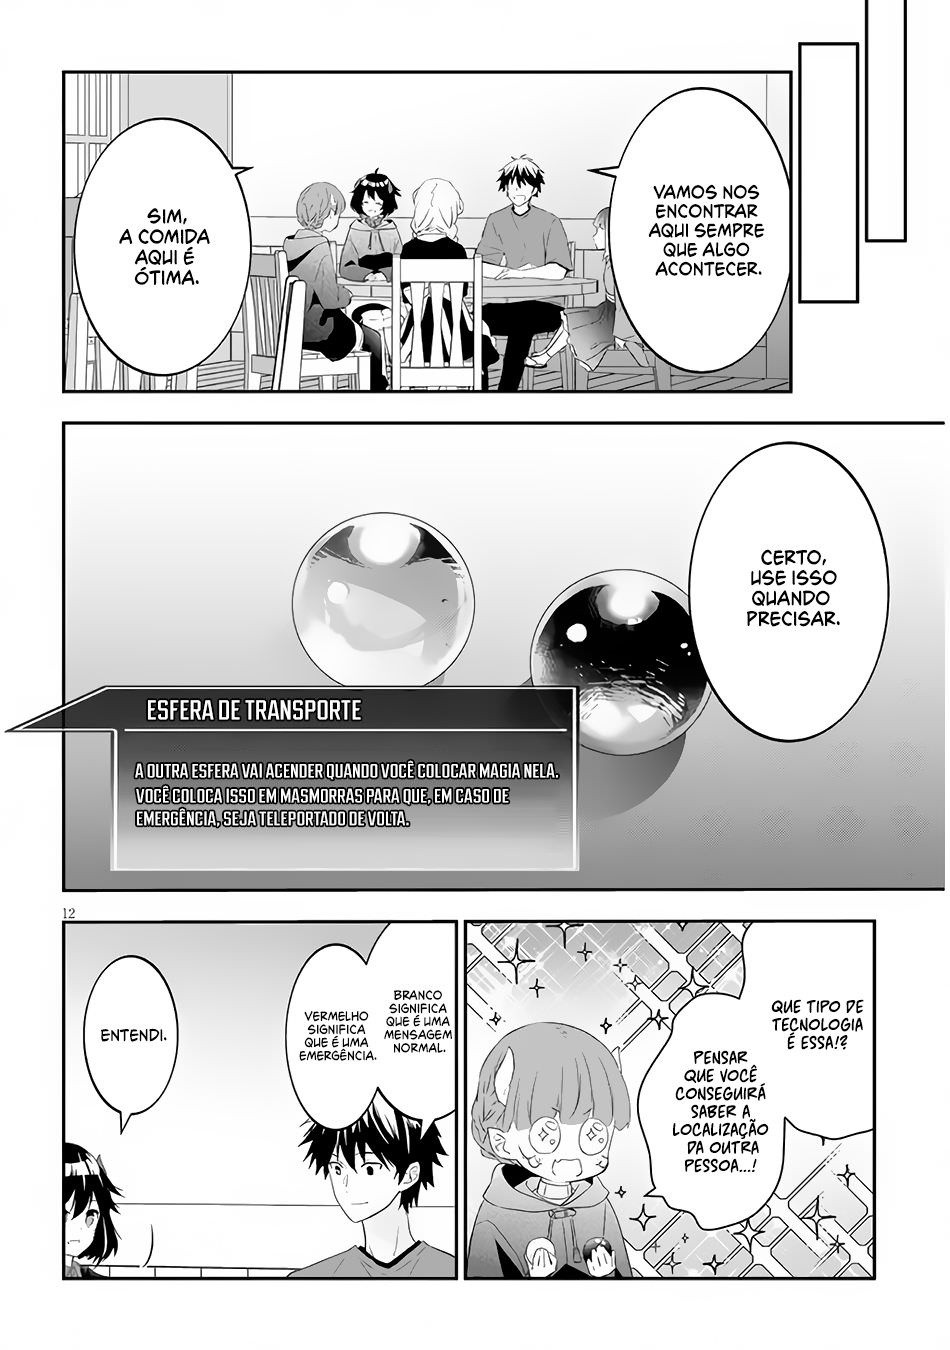 VAMOS NOS
ENCONTRAR
AQUI SEMPRE
QUE ALGO
ACONTECER.
SIM,
A COMIDA
AQUI É
ÓTIMA.
CERTO,
USE ISSO
QUANDO
PRECISAR.
ESFERA DE TRANSPORTE
A OUTRA ESFERA VAI ACENDER QUANDO VOCÊ COLOCAR MAGIA NELA.
VOCÊ COLOCA ISSO EM MASMORRAS PARA QUE, EM CASO DE
EMERGÊNCIA, SEJA TELEPORTADO DE VOLTA.
12
QUE TIPO DE
TECNOLOGIA
É ESSA!?
PENSAR
QUE VOCÊ
CONSEGUIRÁ
SABER A
LOCALIZAÇÃO
DA OUTRA
PESSOA...!
BRANCO
SIGNIFICA
QUE É UMA
MENSAGEM
NORMAL.
VERMELHO
SIGNIFICA
QUE É UMA
EMERGÊNCIA.
ENTENDI.